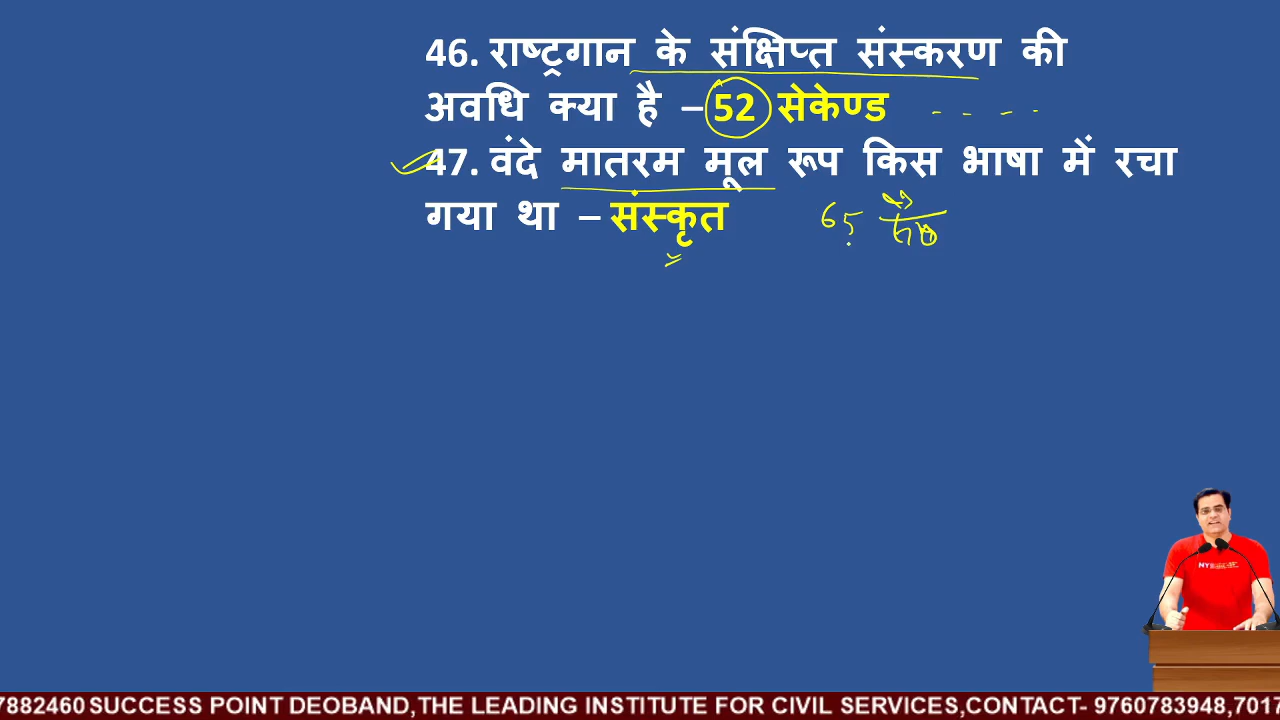 46. राष्ट्रगान के संक्षिप्त संस्करण की
अवधि क्या है – 52 सेकेण्ड
47. वंदे मातरम मूल रूप किस भाषा में रचा
गया था – संस्कृत
65
7882460 SUCCESS POINT DEOBAND,THE LEADING INSTITUTE FOR CIVIL SERVICES,CONTACT- 9760783948,7017